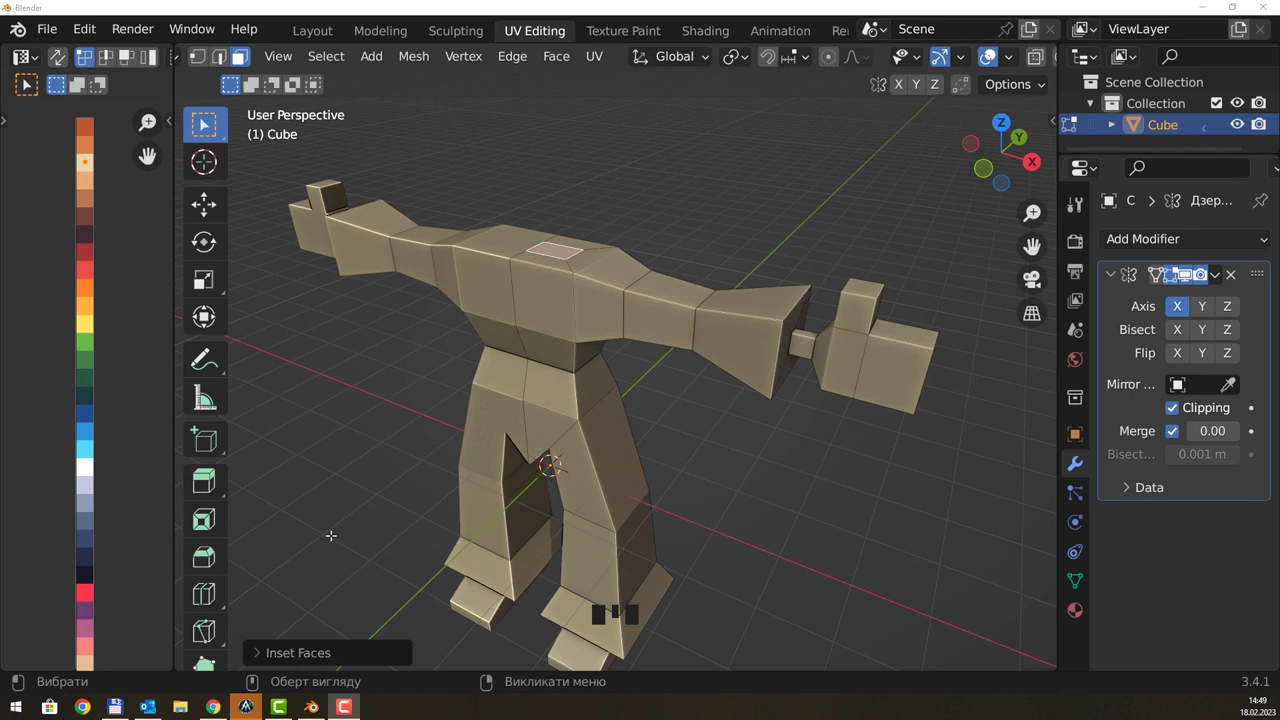 Blender
File Edit Render Window Help Layout Modeling Sculpting UV Editing Texture Paint Shading Animation Re Scene ViewLayer
View Select Add Mesh Vertex Edge Face UV Global
X Y Z Options
User Perspective
(1) Cube
Z
Y
X
Scene Collection
Collection
Cube
C Дзер...
Add Modifier
Axis X Y Z
Bisect X Y Z
Flip X Y Z
Mirror ...
Clipping
Merge 0.00
Bisect... 0.001 m
Data
Inset Faces
Вибрати Оберт вигляду Викликати меню 3.4.1
14:49
18.02.2023